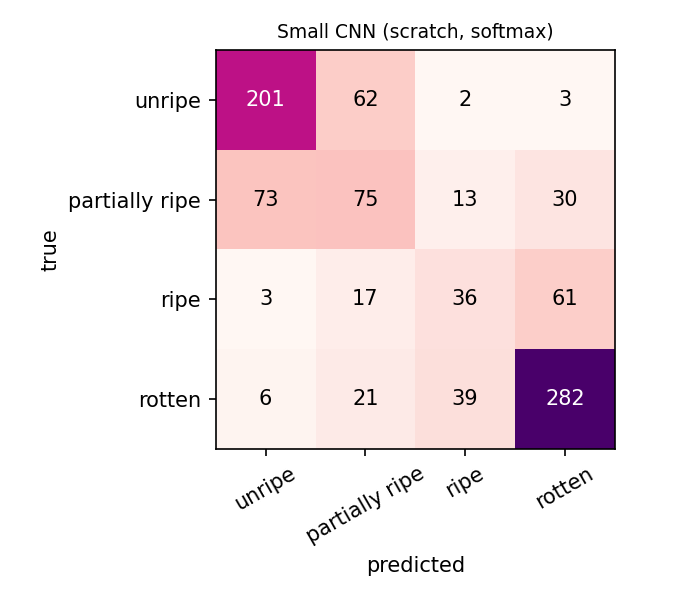 Small CNN (scratch, softmax)
unripe 201 62 2 3
partially ripe 73 75 13 30
true
ripe 3 17 36 61
rotten 6 21 39 282
unripe partially ripe ripe rotten
predicted